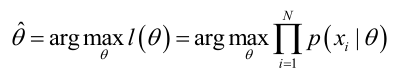 θ̂ = arg max_θ l(θ) = arg max_θ ∏_{i=1}^{N} p(x_i | θ)